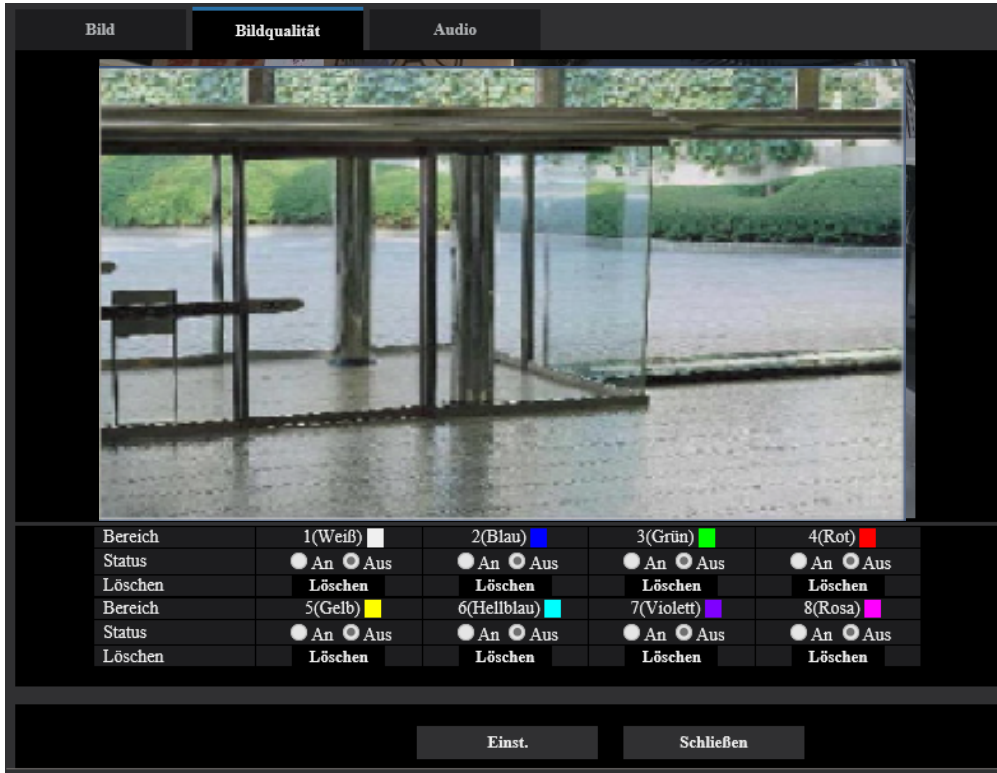 Bild Bildqualität Audio
Bereich 1(Weiß) 2(Blau) 3(Grün) 4(Rot)
Status An Aus An Aus An Aus An Aus
Löschen Löschen Löschen Löschen Löschen
Bereich 5(Gelb) 6(Hellblau) 7(Violett) 8(Rosa)
Status An Aus An Aus An Aus An Aus
Löschen Löschen Löschen Löschen Löschen
Einst. Schließen